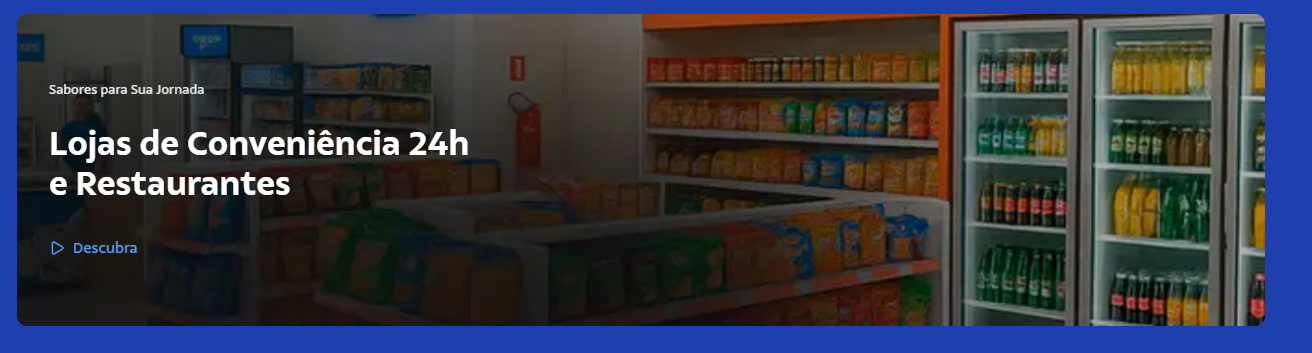 Sabores para Sua Jornada
Lojas de Conveniência 24h
e Restaurantes
Descubra